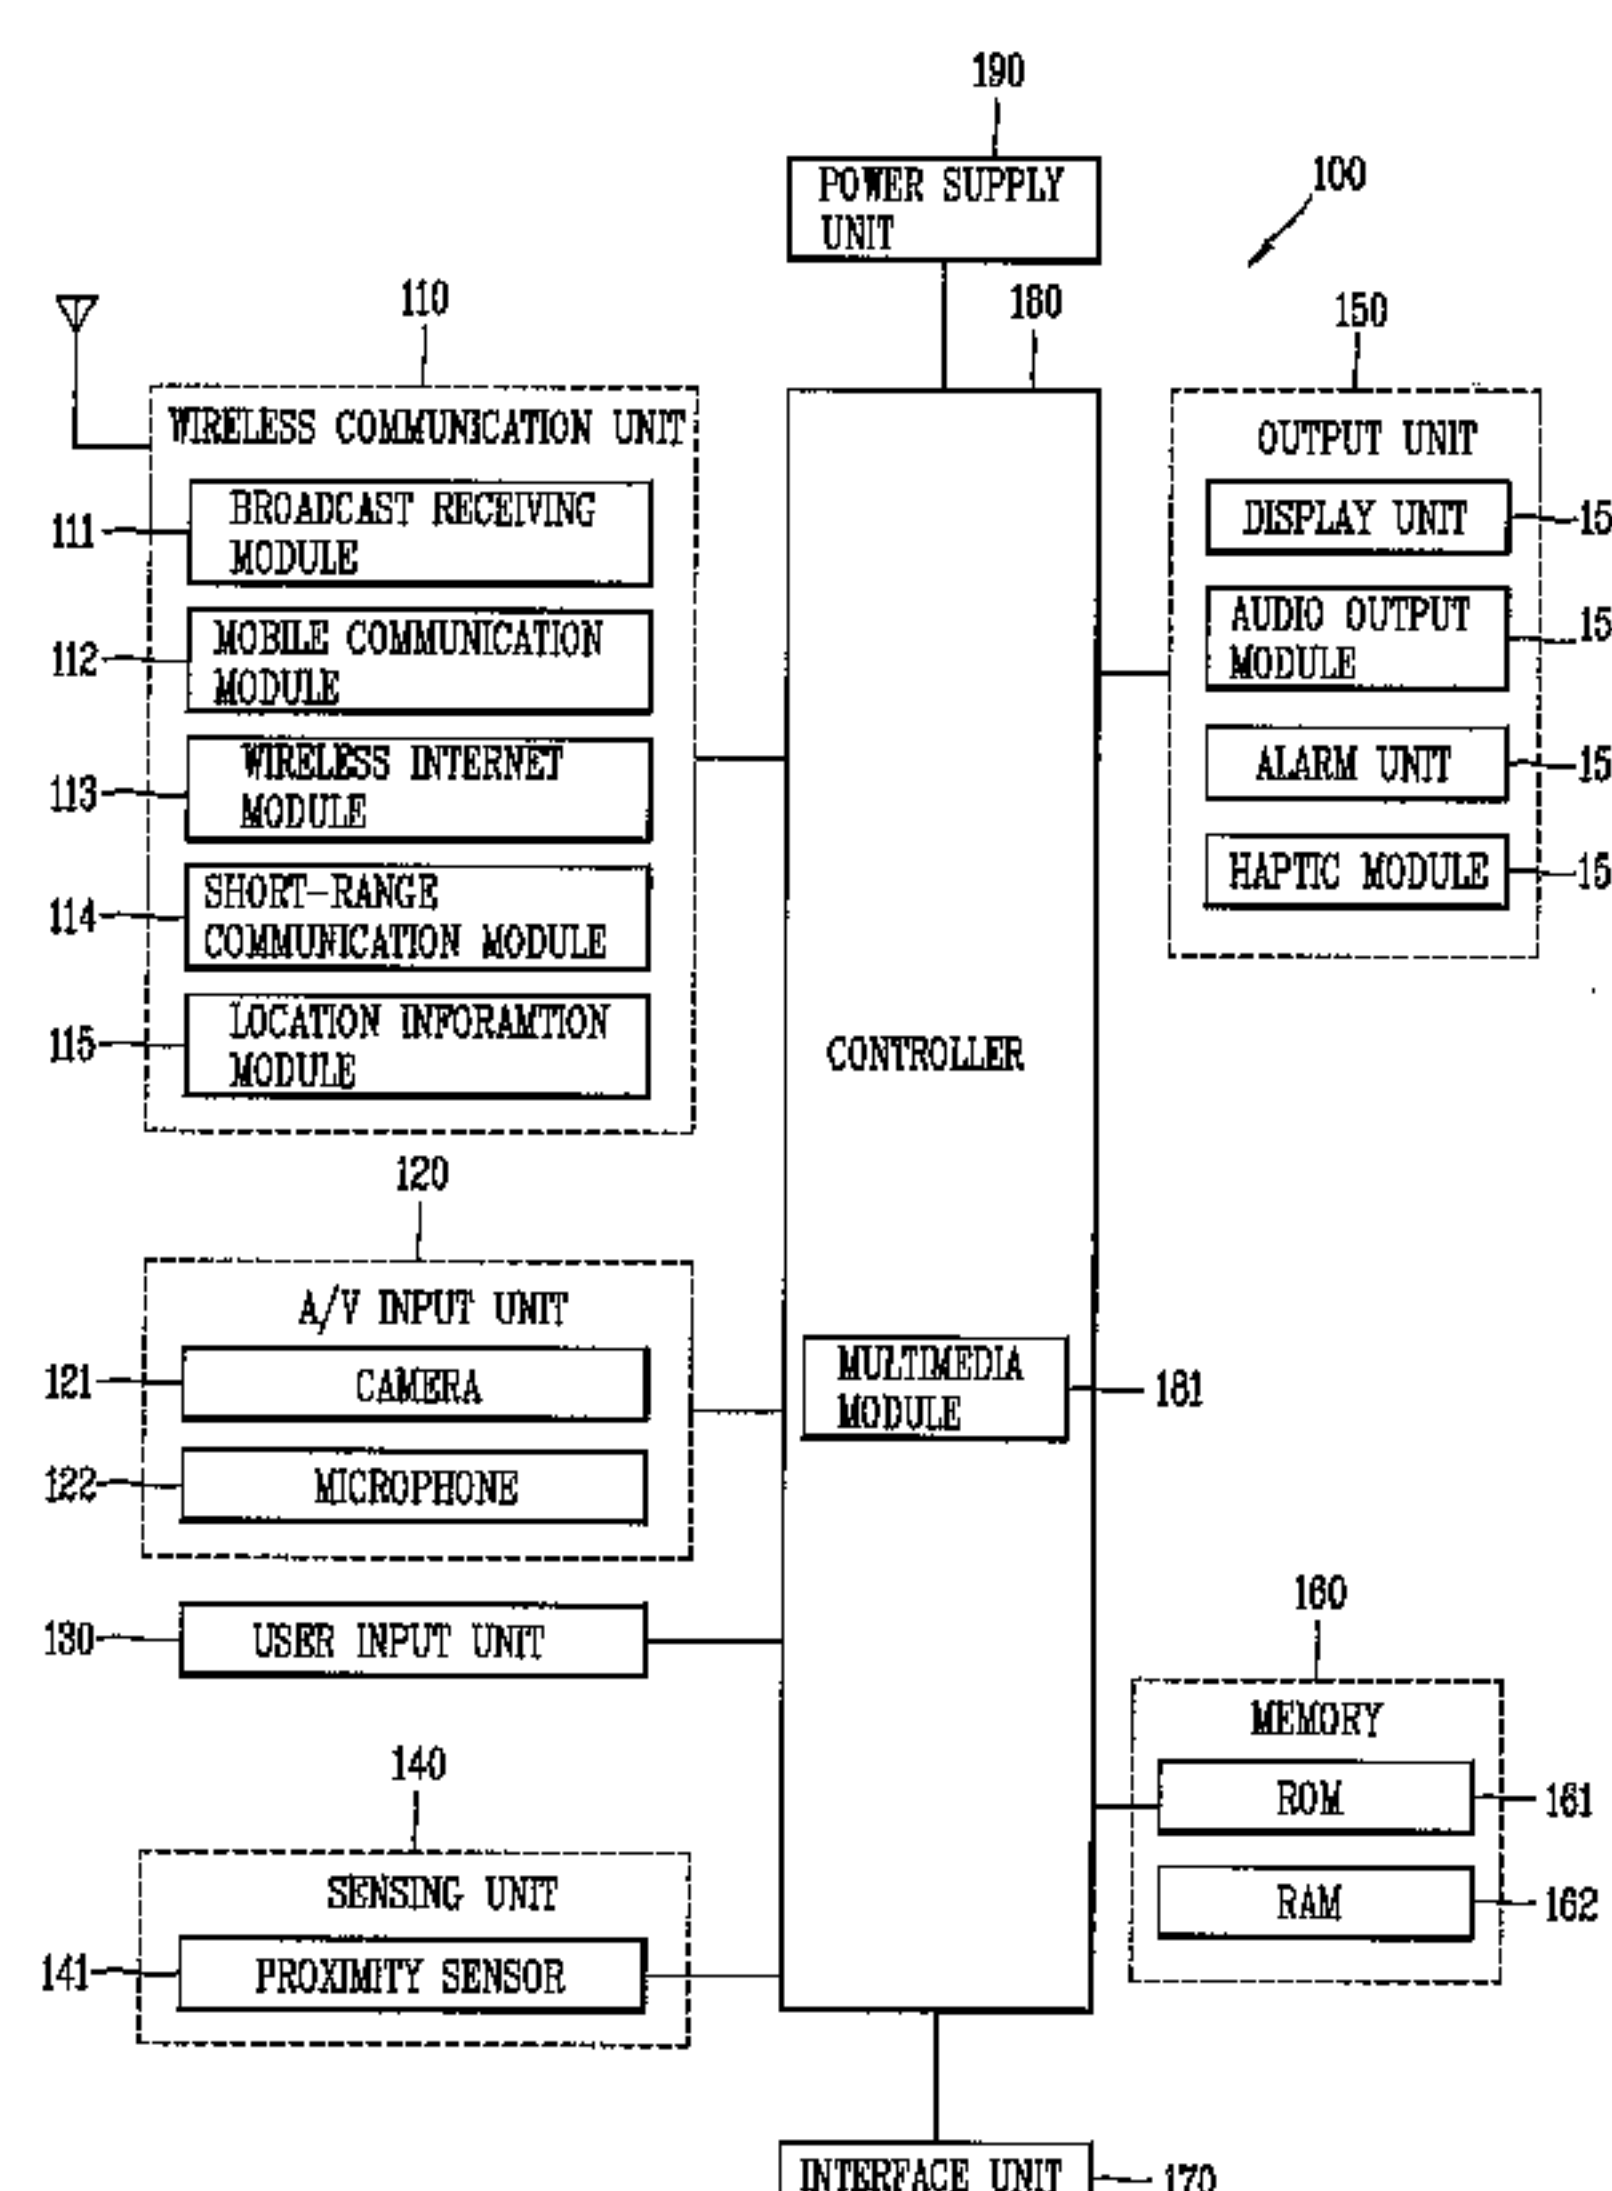 190
POWER SUPPLY
UNIT
100
110
180
150
WIRELESS COMMUNICATION UNIT
111
BROADCAST RECEIVING
MODULE
112
MOBILE COMMUNICATION
MODULE
113
WIRELESS INTERNET
MODULE
114
SHORT-RANGE
COMMUNICATION MODULE
115
LOCATION INFORAMTION
MODULE
OUTPUT UNIT
DISPLAY UNIT
15
AUDIO OUTPUT
MODULE
15
ALARM UNIT
15
HAPTIC MODULE
15
CONTROLLER
120
A/V INPUT UNIT
121
CAMERA
122
MICROPHONE
MULTIMEDIA
MODULE
181
130
USER INPUT UNIT
160
MEMORY
ROM
161
RAM
162
140
SENSING UNIT
141
PROXIMITY SENSOR
INTERFACE UNIT
170